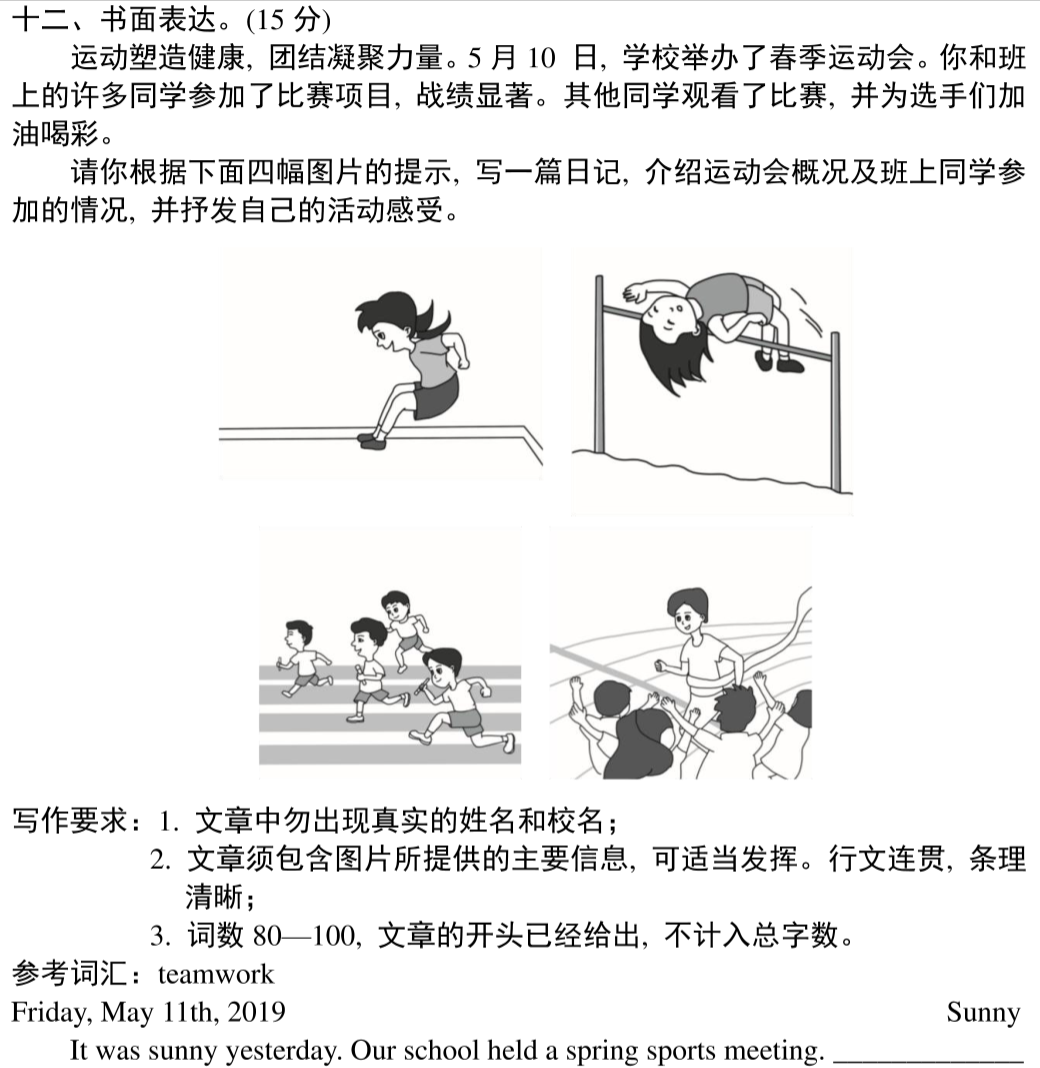 十二、书面表达。(15 分)
运动塑造健康, 团结凝聚力量。5 月 10 日, 学校举办了春季运动会。你和班
上的许多同学参加了比赛项目, 战绩显著。其他同学观看了比赛, 并为选手们加
油喝彩。
请你根据下面四幅图片的提示, 写一篇日记, 介绍运动会概况及班上同学参
加的情况, 并抒发自己的活动感受。
写作要求: 1. 文章中勿出现真实的姓名和校名;
2. 文章须包含图片所提供的主要信息, 可适当发挥。行文连贯, 条理
清晰;
3. 词数 80—100, 文章的开头已经给出, 不计入总字数。
参考词汇: teamwork
Friday, May 11th, 2019 Sunny
It was sunny yesterday. Our school held a spring sports meeting. ____________